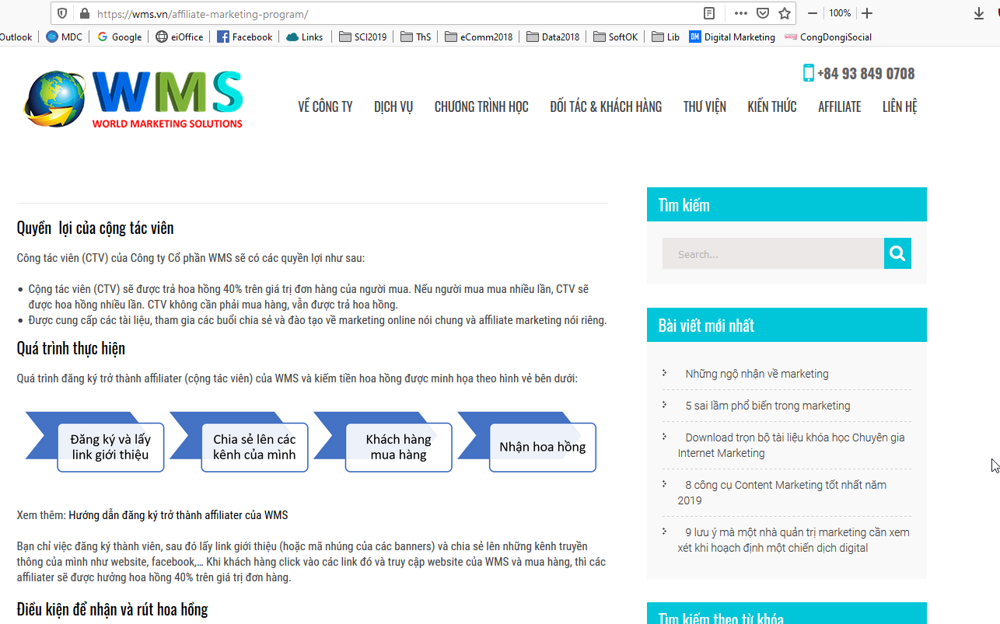 https://wms.vn/affiliate-marketing-program/
100%
Outlook
MDC
Google
eiOffice
Facebook
Links
SCI2019
ThS
eComm2018
Data2018
SoftOK
Lib
DM
Digital Marketing
CongDongiSocial
WMS
WORLD MARKETING SOLUTIONS
+84 93 849 0708
VỀ CÔNG TY
DỊCH VỤ
CHƯƠNG TRÌNH HỌC
ĐỐI TÁC & KHÁCH HÀNG
THƯ VIỆN
KIẾN THỨC
AFFILIATE
LIÊN HỆ
Quyền lợi của cộng tác viên
Công tác viên (CTV) của Công ty Cổ phần WMS sẽ có các quyền lợi như sau:
Cộng tác viên (CTV) sẽ được trả hoa hồng 40% trên giá trị đơn hàng của người mua. Nếu người mua mua nhiều lần, CTV sẽ
được hoa hồng nhiều lần. CTV không cần phải mua hàng, vẫn được trả hoa hồng.
Được cung cấp các tài liệu, tham gia các buổi chia sẻ và đào tạo về marketing online nói chung và affiliate marketing nói riêng.
Quá trình thực hiện
Quá trình đăng ký trở thành affiliater (cộng tác viên) của WMS và kiếm tiền hoa hồng được minh họa theo hình vẽ bên dưới:
Đăng ký và lấy
link giới thiệu
Chia sẻ lên các
kênh của mình
Khách hàng
mua hàng
Nhận hoa hồng
Xem thêm: Hướng dẫn đăng ký trở thành affiliater của WMS
Bạn chỉ việc đăng ký thành viên, sau đó lấy link giới thiệu (hoặc mã nhúng của các banners) và chia sẻ lên những kênh truyền
thông của mình như website, facebook,... Khi khách hàng click vào các link đó và truy cập website của WMS và mua hàng, thì các
affiliater sẽ được hưởng hoa hồng 40% trên giá trị đơn hàng.
Điều kiện để nhận và rút hoa hồng
Tìm kiếm
Search...
Bài viết mới nhất
Những ngộ nhận về marketing
5 sai lầm phổ biến trong marketing
Download trọn bộ tài liệu khóa học Chuyên gia
Internet Marketing
8 công cụ Content Marketing tốt nhất năm
2019
9 lưu ý mà một nhà quản trị marketing cần xem
xét khi hoạch định một chiến dịch digital
Tìm kiếm theo từ khóa